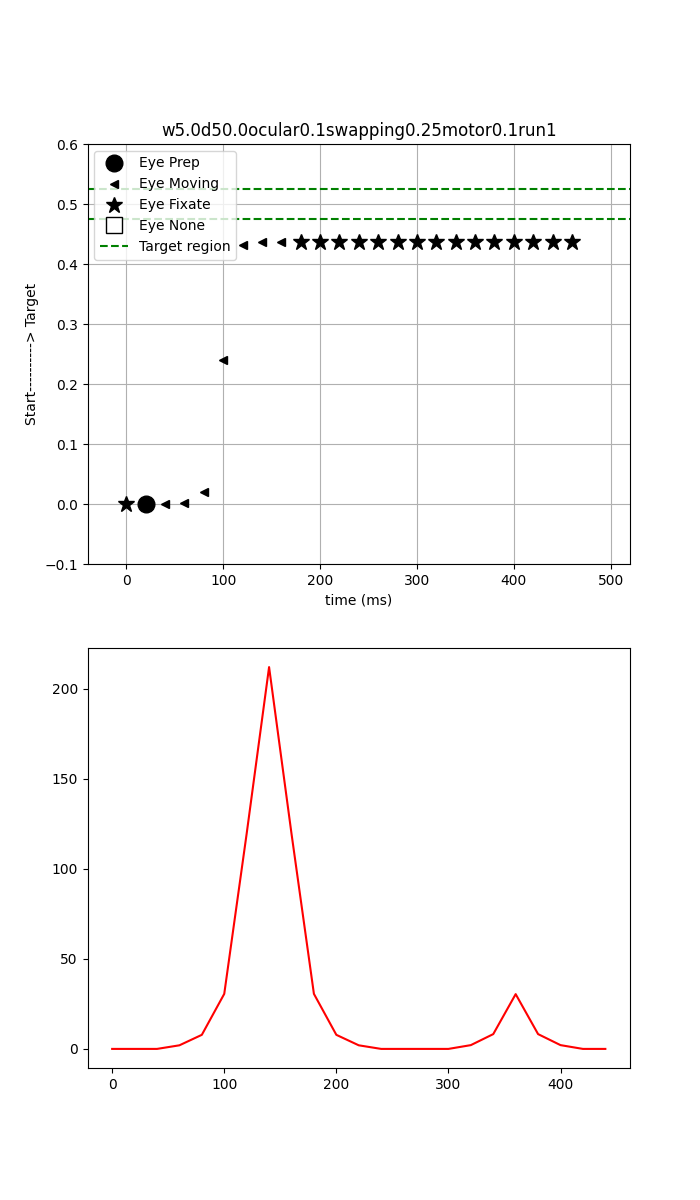 w5.0d50.0ocular0.1swapping0.25motor0.1run1
0.6
0.5
0.4
0.3
0.2
0.1
0.0
−0.1
Start----------> Target
Eye Prep
Eye Moving
Eye Fixate
Eye None
Target region
0 100 200 300 400 500
time (ms)
200
150
100
50
0
0 100 200 300 400